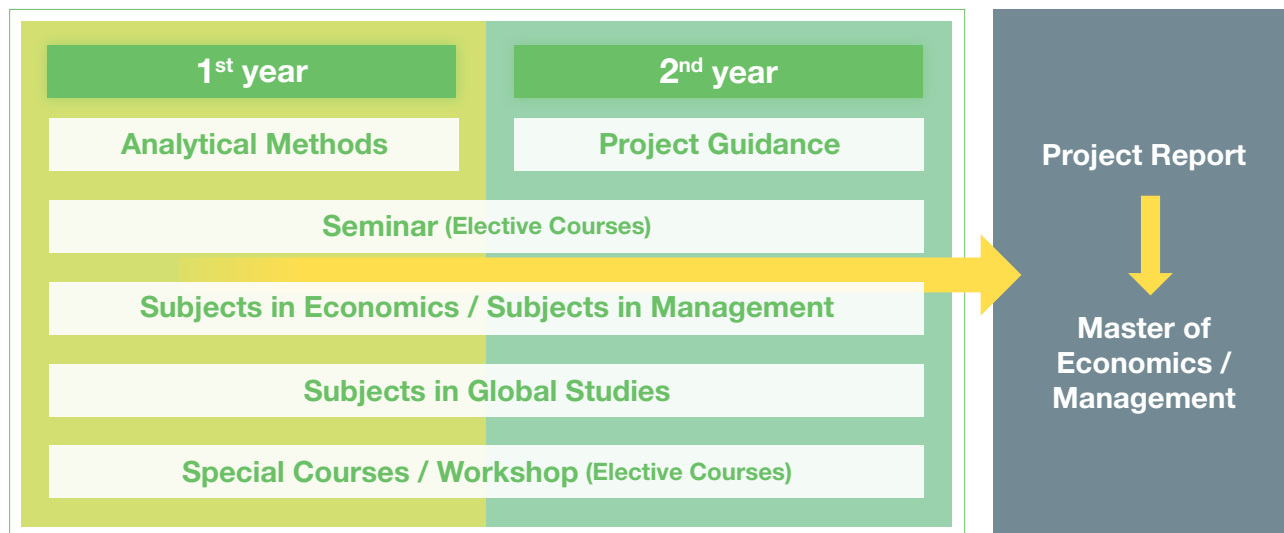 1st year
2nd year
Analytical Methods
Project Guidance
Seminar (Elective Courses)
Subjects in Economics / Subjects in Management
Subjects in Global Studies
Special Courses / Workshop (Elective Courses)
Project Report
Master of
Economics /
Management